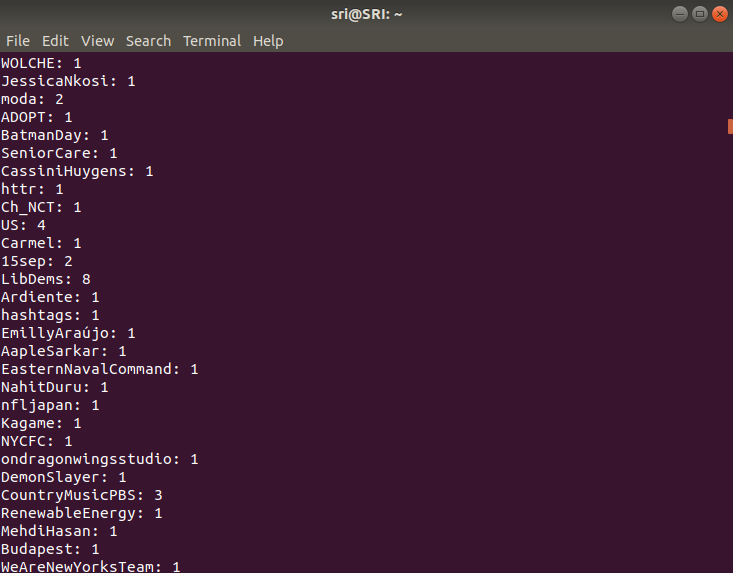 sri@SRI: ~
File Edit View Search Terminal Help
WOLCHE: 1
JessicaNkosi: 1
moda: 2
ADOPT: 1
BatmanDay: 1
SeniorCare: 1
CassiniHuygens: 1
httr: 1
Ch_NCT: 1
US: 4
Carmel: 1
15sep: 2
LibDems: 8
Ardiente: 1
hashtags: 1
EmillyAraújo: 1
AapleSarkar: 1
EasternNavalCommand: 1
NahitDuru: 1
nfljapan: 1
Kagame: 1
NYCFC: 1
ondragonwingsstudio: 1
DemonSlayer: 1
CountryMusicPBS: 3
RenewableEnergy: 1
MehdiHasan: 1
Budapest: 1
WeAreNewYorksTeam: 1